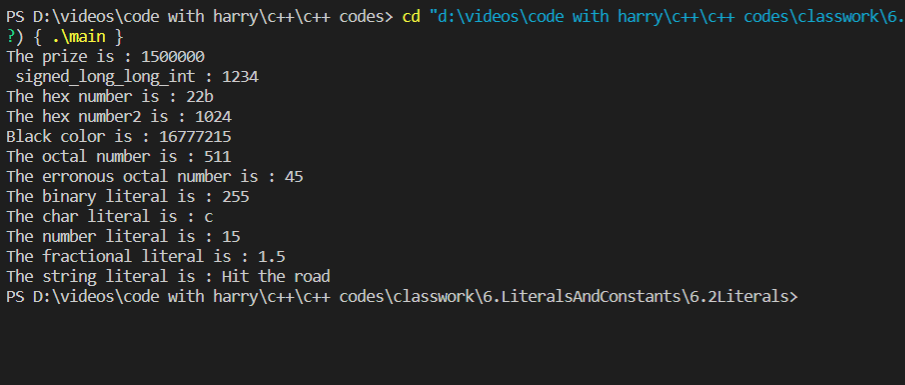 PS D:\videos\code with harry\c++\c++ codes> cd "d:\videos\code with harry\c++\c++ codes\classwork\6.
?) { .\main }
The prize is : 1500000
 signed_long_long_int : 1234
The hex number is : 22b
The hex number2 is : 1024
Black color is : 16777215
The octal number is : 511
The erronous octal number is : 45
The binary literal is : 255
The char literal is : c
The number literal is : 15
The fractional literal is : 1.5
The string literal is : Hit the road
PS D:\videos\code with harry\c++\c++ codes\classwork\6.LiteralsAndConstants\6.2Literals>